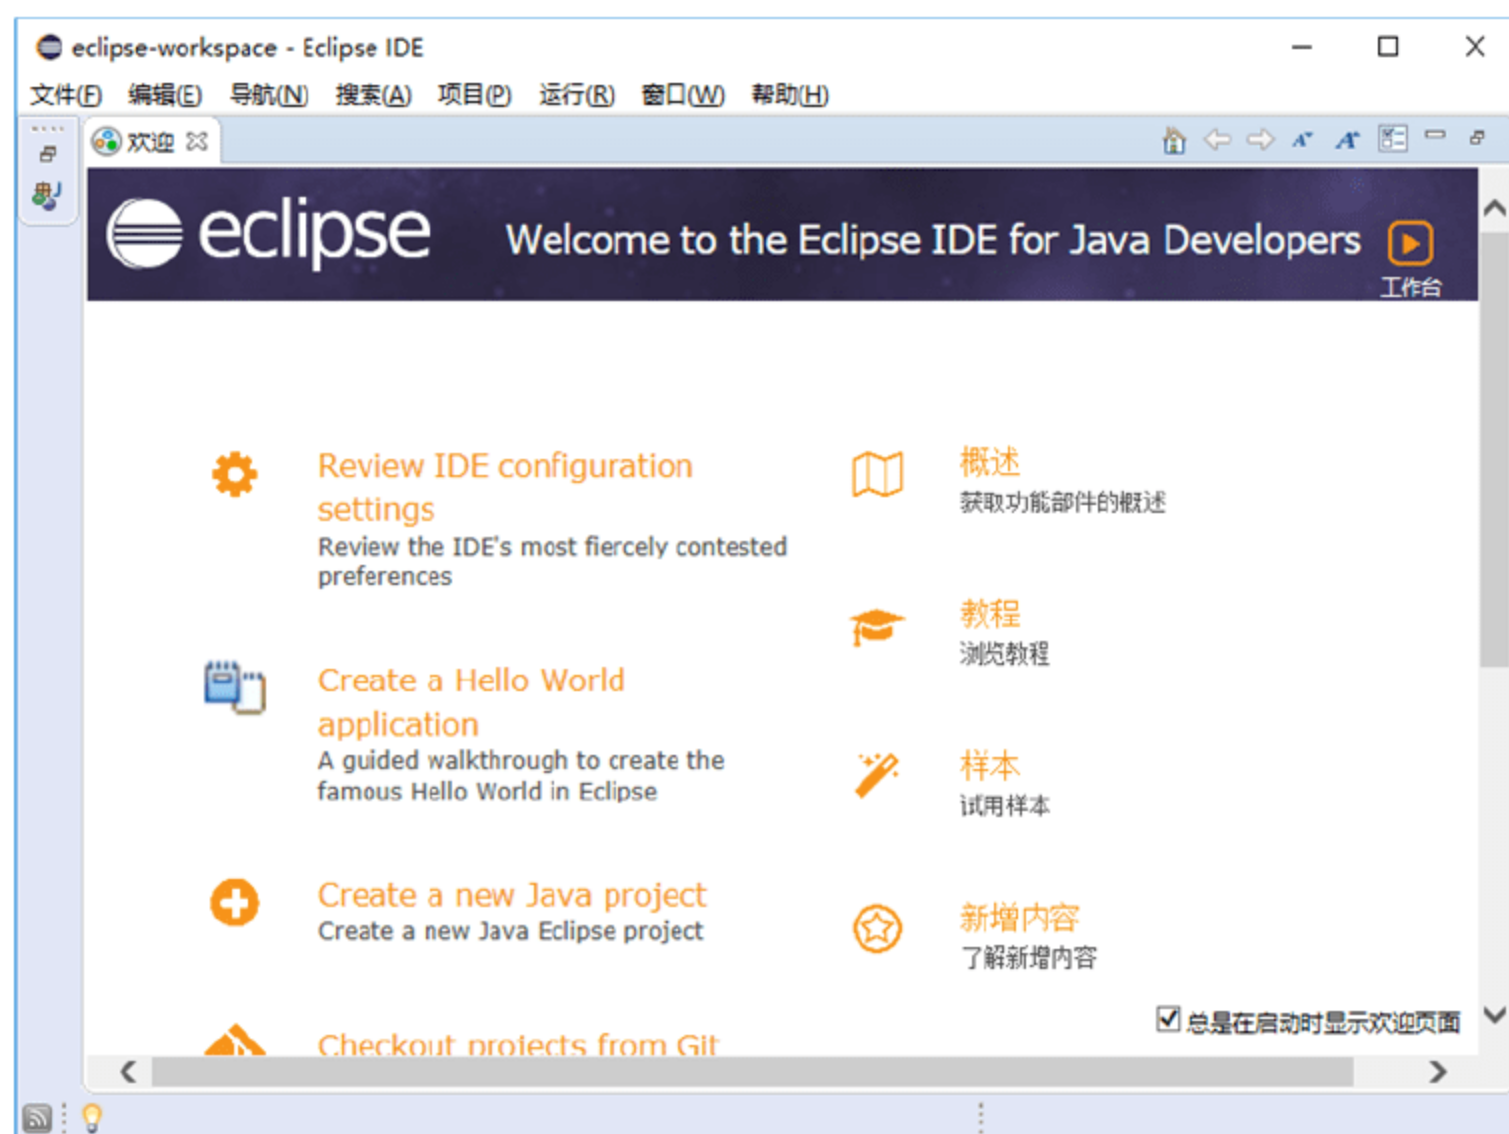 eclipse-workspace - Eclipse IDE
文件(F) 编辑(E) 导航(N) 搜索(A) 项目(P) 运行(R) 窗口(W) 帮助(H)
欢迎
eclipse Welcome to the Eclipse IDE for Java Developers
工作台
Review IDE configuration
settings
Review the IDE's most fiercely contested
preferences
Create a Hello World
application
A guided walkthrough to create the
famous Hello World in Eclipse
Create a new Java project
Create a new Java Eclipse project
Checkout projects from Git
概述
获取功能部件的概述
教程
浏览教程
样本
试用样本
新增内容
了解新增内容
总是在启动时显示欢迎页面